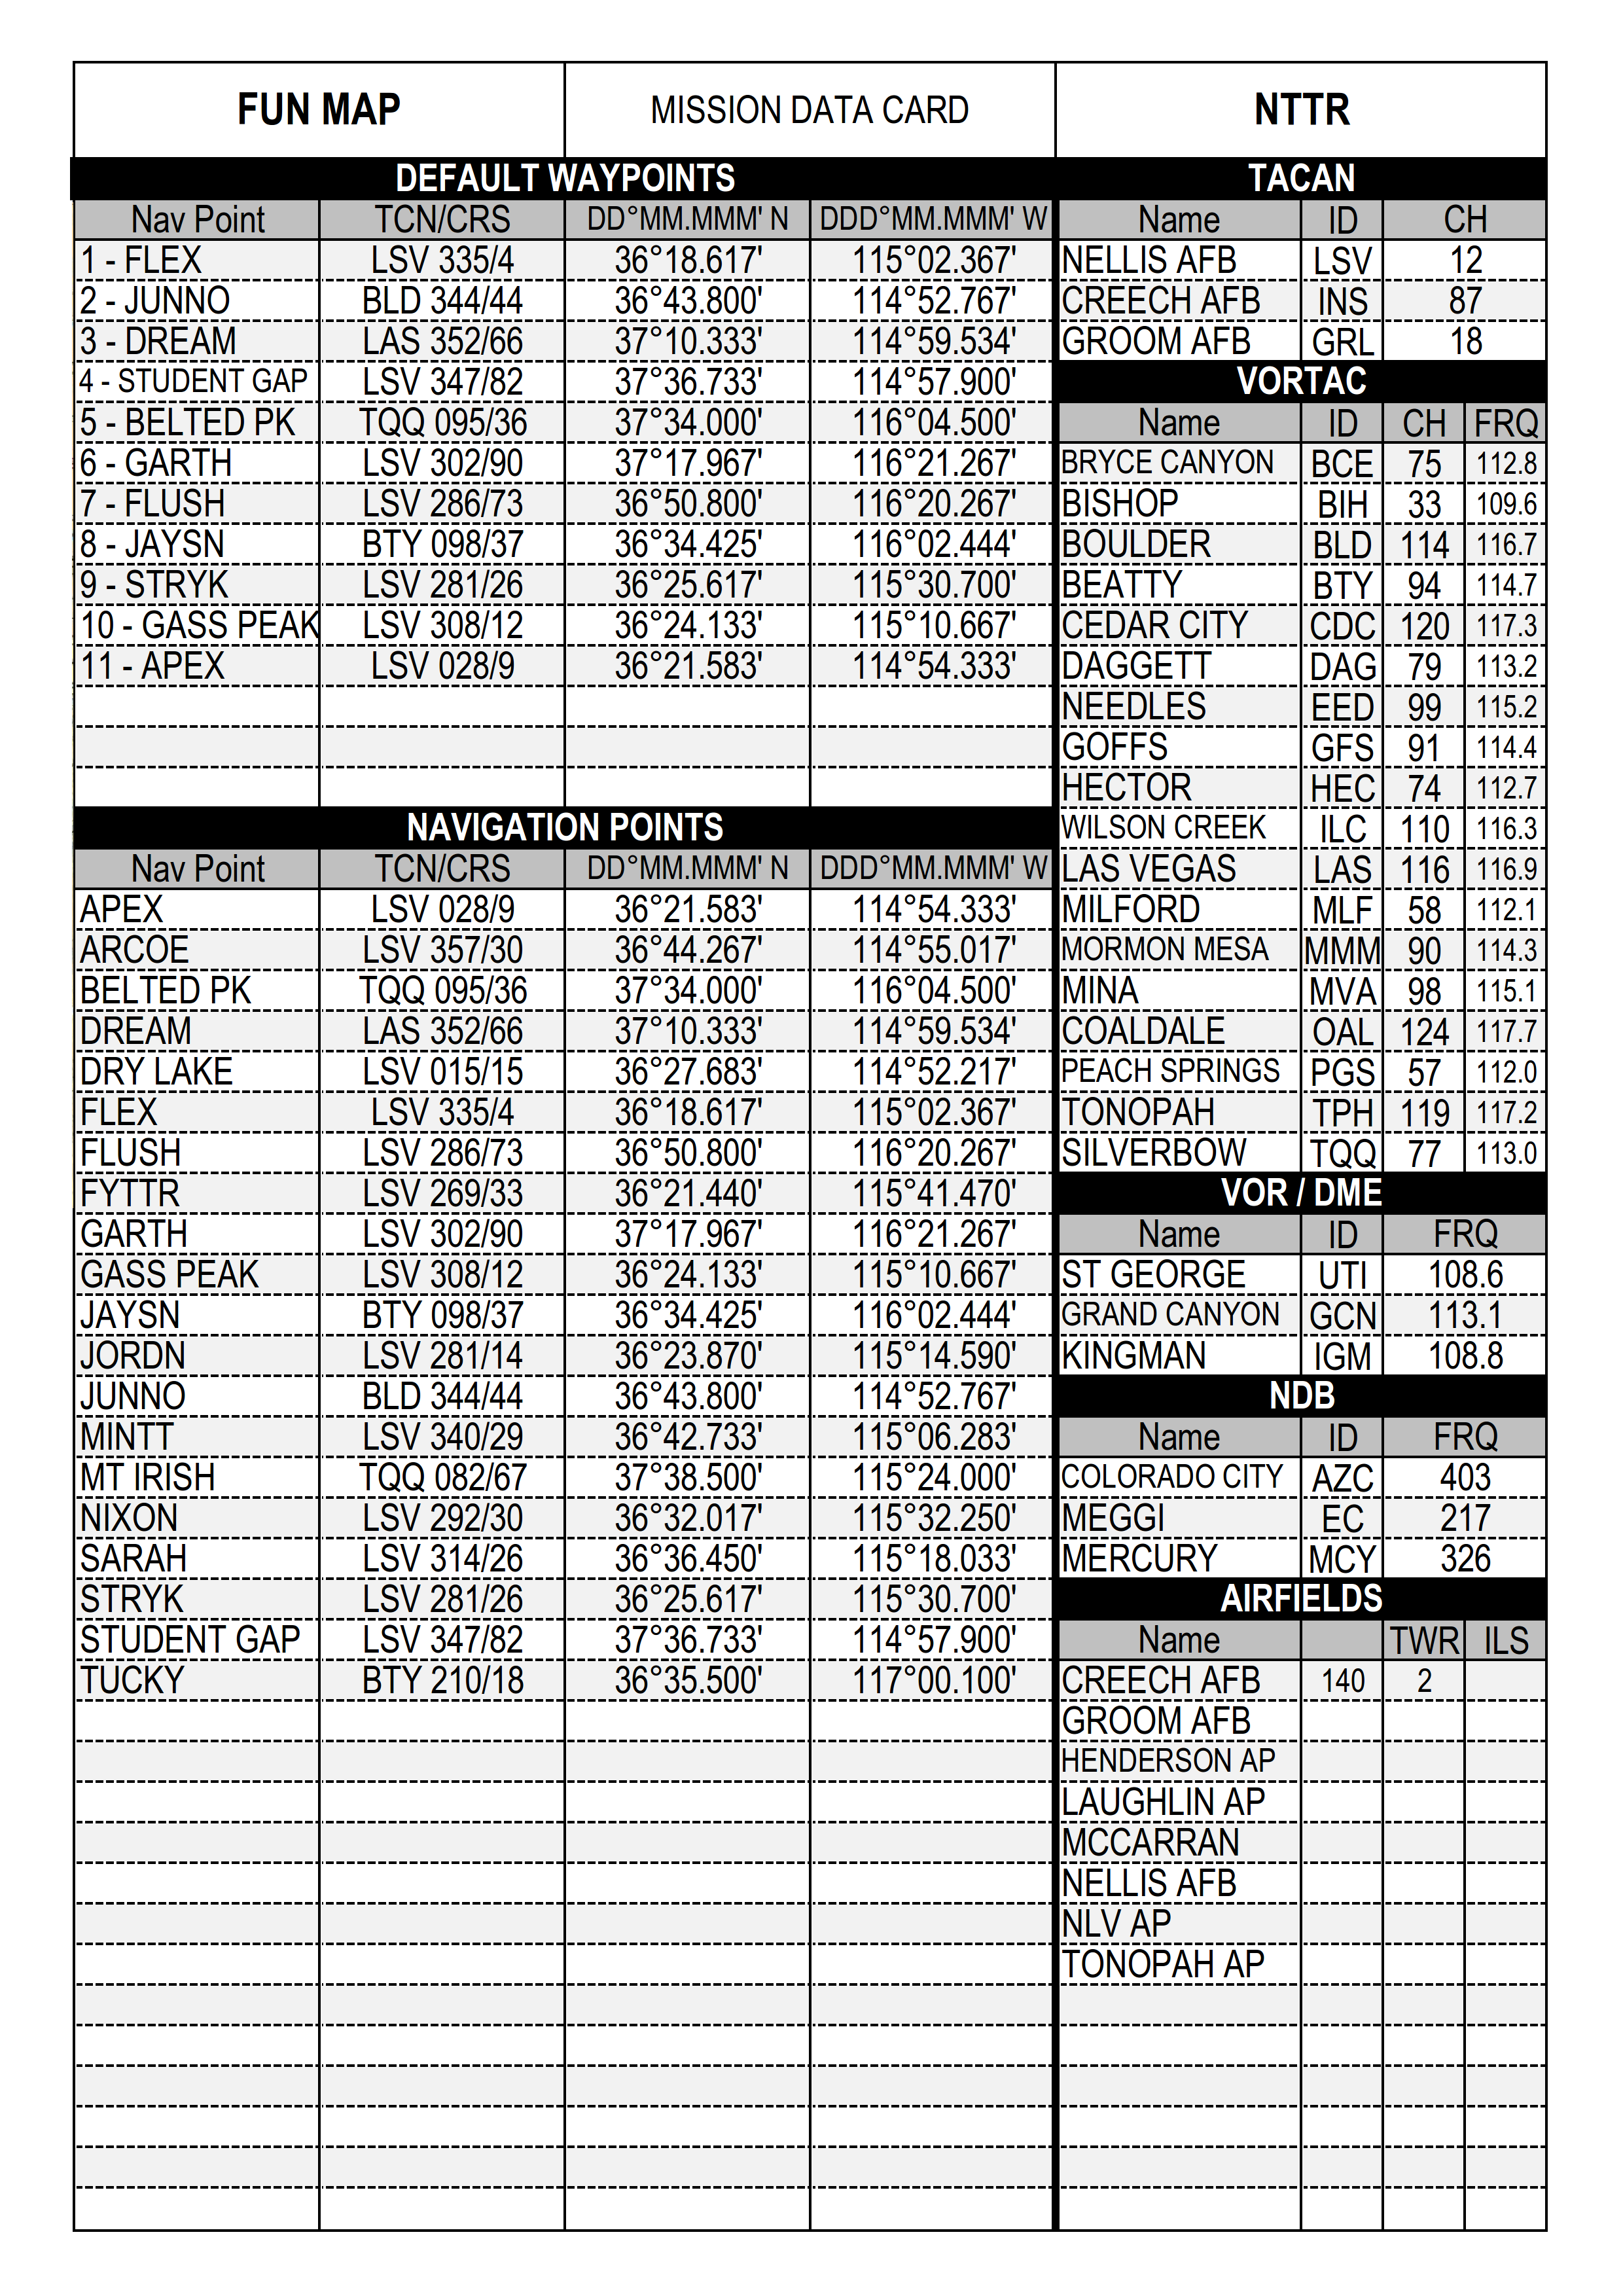 FUN MAP MISSION DATA CARD NTTR
DEFAULT WAYPOINTS
Nav Point TCN/CRS DD°MM.MMM' N DDD°MM.MMM' W
1 - FLEX LSV 335/4 36°18.617' 115°02.367'
2 - JUNNO BLD 344/44 36°43.800' 114°52.767'
3 - DREAM LAS 352/66 37°10.333' 114°59.534'
4 - STUDENT GAP LSV 347/82 37°36.733' 114°57.900'
5 - BELTED PK TQQ 095/36 37°34.000' 116°04.500'
6 - GARTH LSV 302/90 37°17.967' 116°21.267'
7 - FLUSH LSV 286/73 36°50.800' 116°20.267'
8 - JAYSN BTY 098/37 36°34.425' 116°02.444'
9 - STRYK LSV 281/26 36°25.617' 115°30.700'
10 - GASS PEAK LSV 308/12 36°24.133' 115°10.667'
11 - APEX LSV 028/9 36°21.583' 114°54.333'
NAVIGATION POINTS
Nav Point TCN/CRS DD°MM.MMM' N DDD°MM.MMM' W
APEX LSV 028/9 36°21.583' 114°54.333'
ARCOE LSV 357/30 36°44.267' 114°55.017'
BELTED PK TQQ 095/36 37°34.000' 116°04.500'
DREAM LAS 352/66 37°10.333' 114°59.534'
DRY LAKE LSV 015/15 36°27.683' 114°52.217'
FLEX LSV 335/4 36°18.617' 115°02.367'
FLUSH LSV 286/73 36°50.800' 116°20.267'
FYTTR LSV 269/33 36°21.440' 115°41.470'
GARTH LSV 302/90 37°17.967' 116°21.267'
GASS PEAK LSV 308/12 36°24.133' 115°10.667'
JAYSN BTY 098/37 36°34.425' 116°02.444'
JORDN LSV 281/14 36°23.870' 115°14.590'
JUNNO BLD 344/44 36°43.800' 114°52.767'
MINTT LSV 340/29 36°42.733' 115°06.283'
MT IRISH TQQ 082/67 37°38.500' 115°24.000'
NIXON LSV 292/30 36°32.017' 115°32.250'
SARAH LSV 314/26 36°36.450' 115°18.033'
STRYK LSV 281/26 36°25.617' 115°30.700'
STUDENT GAP LSV 347/82 37°36.733' 114°57.900'
TUCKY BTY 210/18 36°35.500' 117°00.100'
TACAN
Name ID CH
NELLIS AFB LSV 12
CREECH AFB INS 87
GROOM AFB GRL 18
VORTAC
Name ID CH FRQ
BRYCE CANYON BCE 75 112.8
BISHOP BIH 33 109.6
BOULDER BLD 114 116.7
BEATTY BTY 94 114.7
CEDAR CITY CDC 120 117.3
DAGGETT DAG 79 113.2
NEEDLES EED 99 115.2
GOFFS GFS 91 114.4
HECTOR HEC 74 112.7
WILSON CREEK ILC 110 116.3
LAS VEGAS LAS 116 116.9
MILFORD MLF 58 112.1
MORMON MESA MMM 90 114.3
MINA MVA 98 115.1
COALDALE OAL 124 117.7
PEACH SPRINGS PGS 57 112.0
TONOPAH TPH 119 117.2
SILVERBOW TQQ 77 113.0
VOR / DME
Name ID FRQ
ST GEORGE UTI 108.6
GRAND CANYON GCN 113.1
KINGMAN IGM 108.8
NDB
Name ID FRQ
COLORADO CITY AZC 403
MEGGI EC 217
MERCURY MCY 326
AIRFIELDS
Name TWR ILS
CREECH AFB 140 2
GROOM AFB
HENDERSON AP
LAUGHLIN AP
MCCARRAN
NELLIS AFB
NLV AP
TONOPAH AP